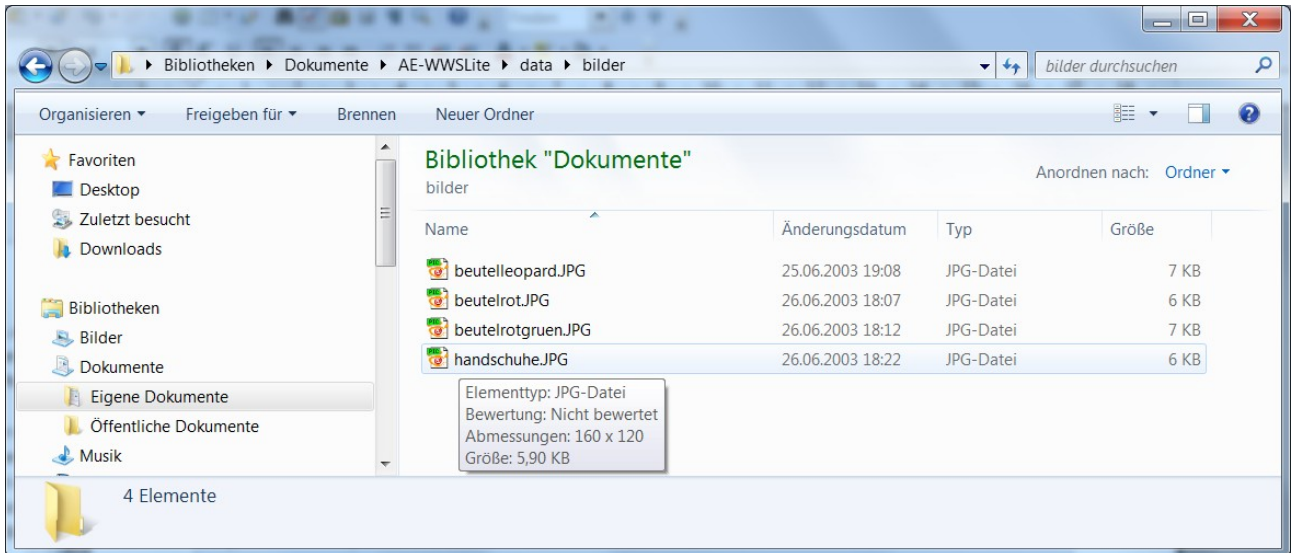 Bibliotheken Dokumente AE-WWSLite data bilder
bilder durchsuchen
Organisieren Freigeben für Brennen Neuer Ordner
Favoriten
Desktop
Zuletzt besucht
Downloads
Bibliotheken
Bilder
Dokumente
Eigene Dokumente
Öffentliche Dokumente
Musik
Bibliothek "Dokumente"
bilder
Anordnen nach: Ordner
Name Änderungsdatum Typ Größe
beutelleopard.JPG 25.06.2003 19:08 JPG-Datei 7 KB
beutelrot.JPG 26.06.2003 18:07 JPG-Datei 6 KB
beutelrotgruen.JPG 26.06.2003 18:12 JPG-Datei 7 KB
handschuhe.JPG 26.06.2003 18:22 JPG-Datei 6 KB
Elementtyp: JPG-Datei
Bewertung: Nicht bewertet
Abmessungen: 160 x 120
Größe: 5,90 KB
4 Elemente